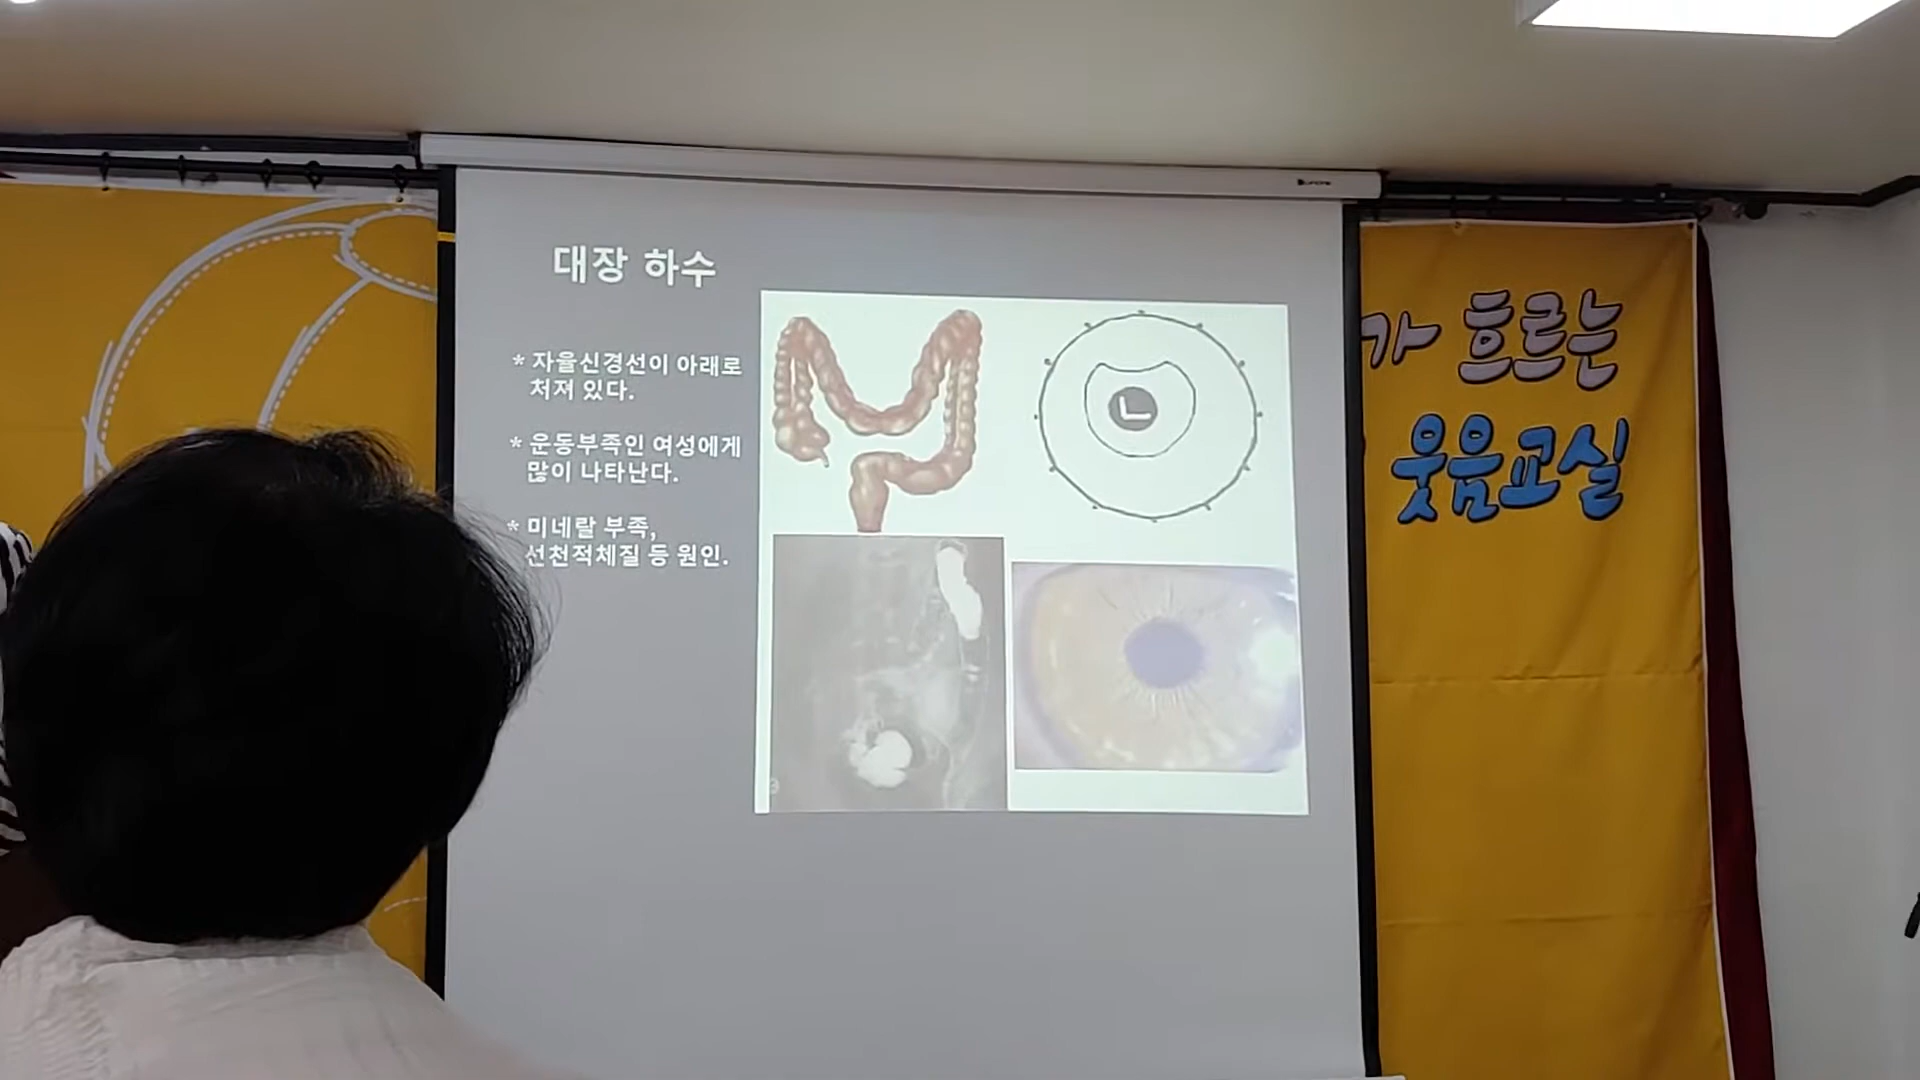 대장 하수
* 자율신경선이 아래로
처져 있다.
* 운동부족인 여성에게
많이 나타난다.
* 미네랄 부족,
선천적체질 등 원인.
L
가 흐르는
웃음교실